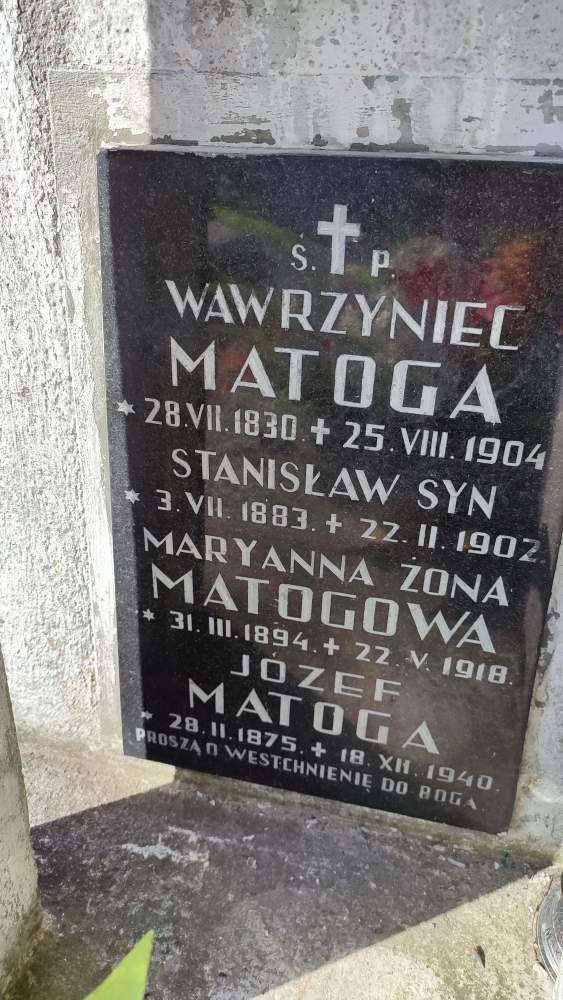 Ś. P.
WAWRZYNIEC
MATOGA
* 28.VII.1830. + 25.VIII.1904
STANISŁAW SYN
* 3.VII.1883. + 22.II.1902.
MARYANNA ŻONA
MATOGOWA
* 31.III.1894. + 22.V.1918.
JÓZEF
MATOGA
* 28.II.1875. + 18.XII.1940.
PROSZĄ O WESTCHNIENIĘ DO BOGA